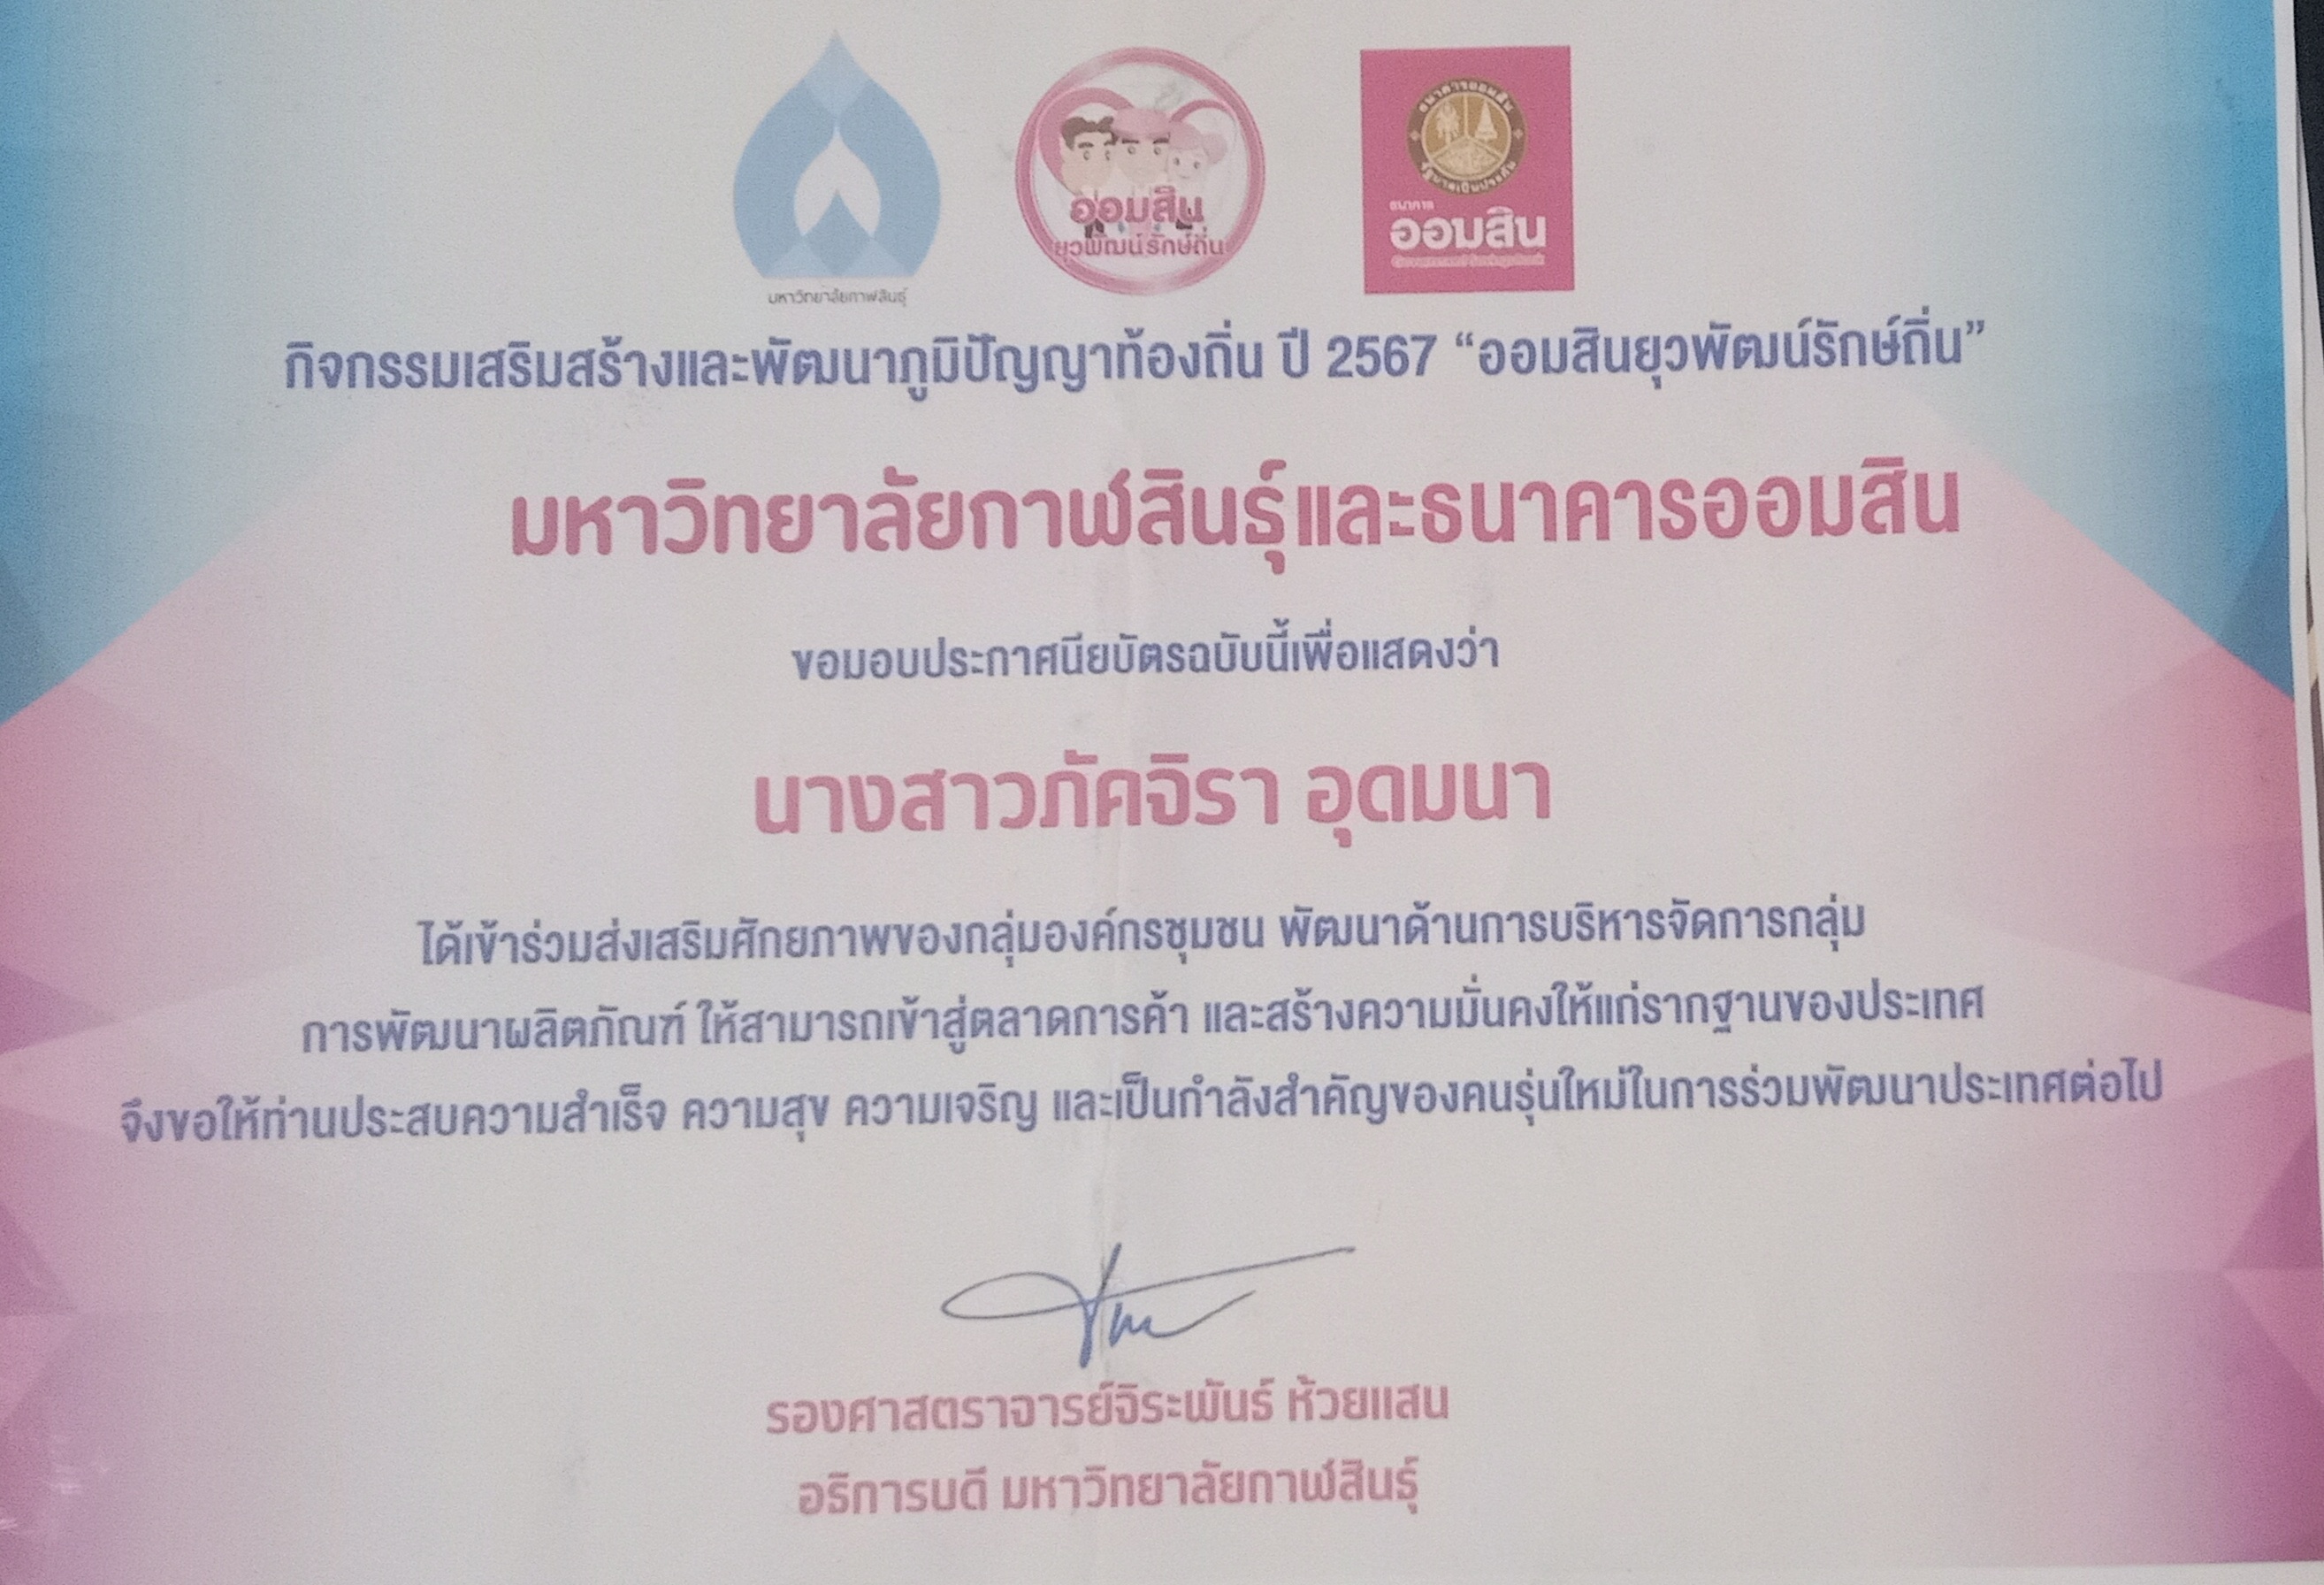 มหาวิทยาลัยกาฬสินธุ์
ออมสิน
ยุวพัฒน์รักษ์ถิ่น
ธนาคารออมสิน
ธนาคาร
ออมสิน
Government Savings Bank
กิจกรรมเสริมสร้างและพัฒนาภูมิปัญญาท้องถิ่น ปี 2567 “ออมสินยุวพัฒน์รักษ์ถิ่น”
มหาวิทยาลัยกาฬสินธุ์และธนาคารออมสิน
ขอมอบประกาศนียบัตรฉบับนี้เพื่อแสดงว่า
นางสาวภัคจิรา อุดมนา
ได้เข้าร่วมส่งเสริมศักยภาพของกลุ่มองค์กรชุมชน พัฒนาด้านการบริหารจัดการกลุ่ม
การพัฒนาผลิตภัณฑ์ ให้สามารถเข้าสู่ตลาดการค้า และสร้างความมั่นคงให้แก่รากฐานของประเทศ
จึงขอให้ท่านประสบความสำเร็จ ความสุข ความเจริญ และเป็นกำลังสำคัญของคนรุ่นใหม่ในการร่วมพัฒนาประเทศต่อไป
รองศาสตราจารย์จิระพันธ์ ห้วยแสน
อธิการบดี มหาวิทยาลัยกาฬสินธุ์